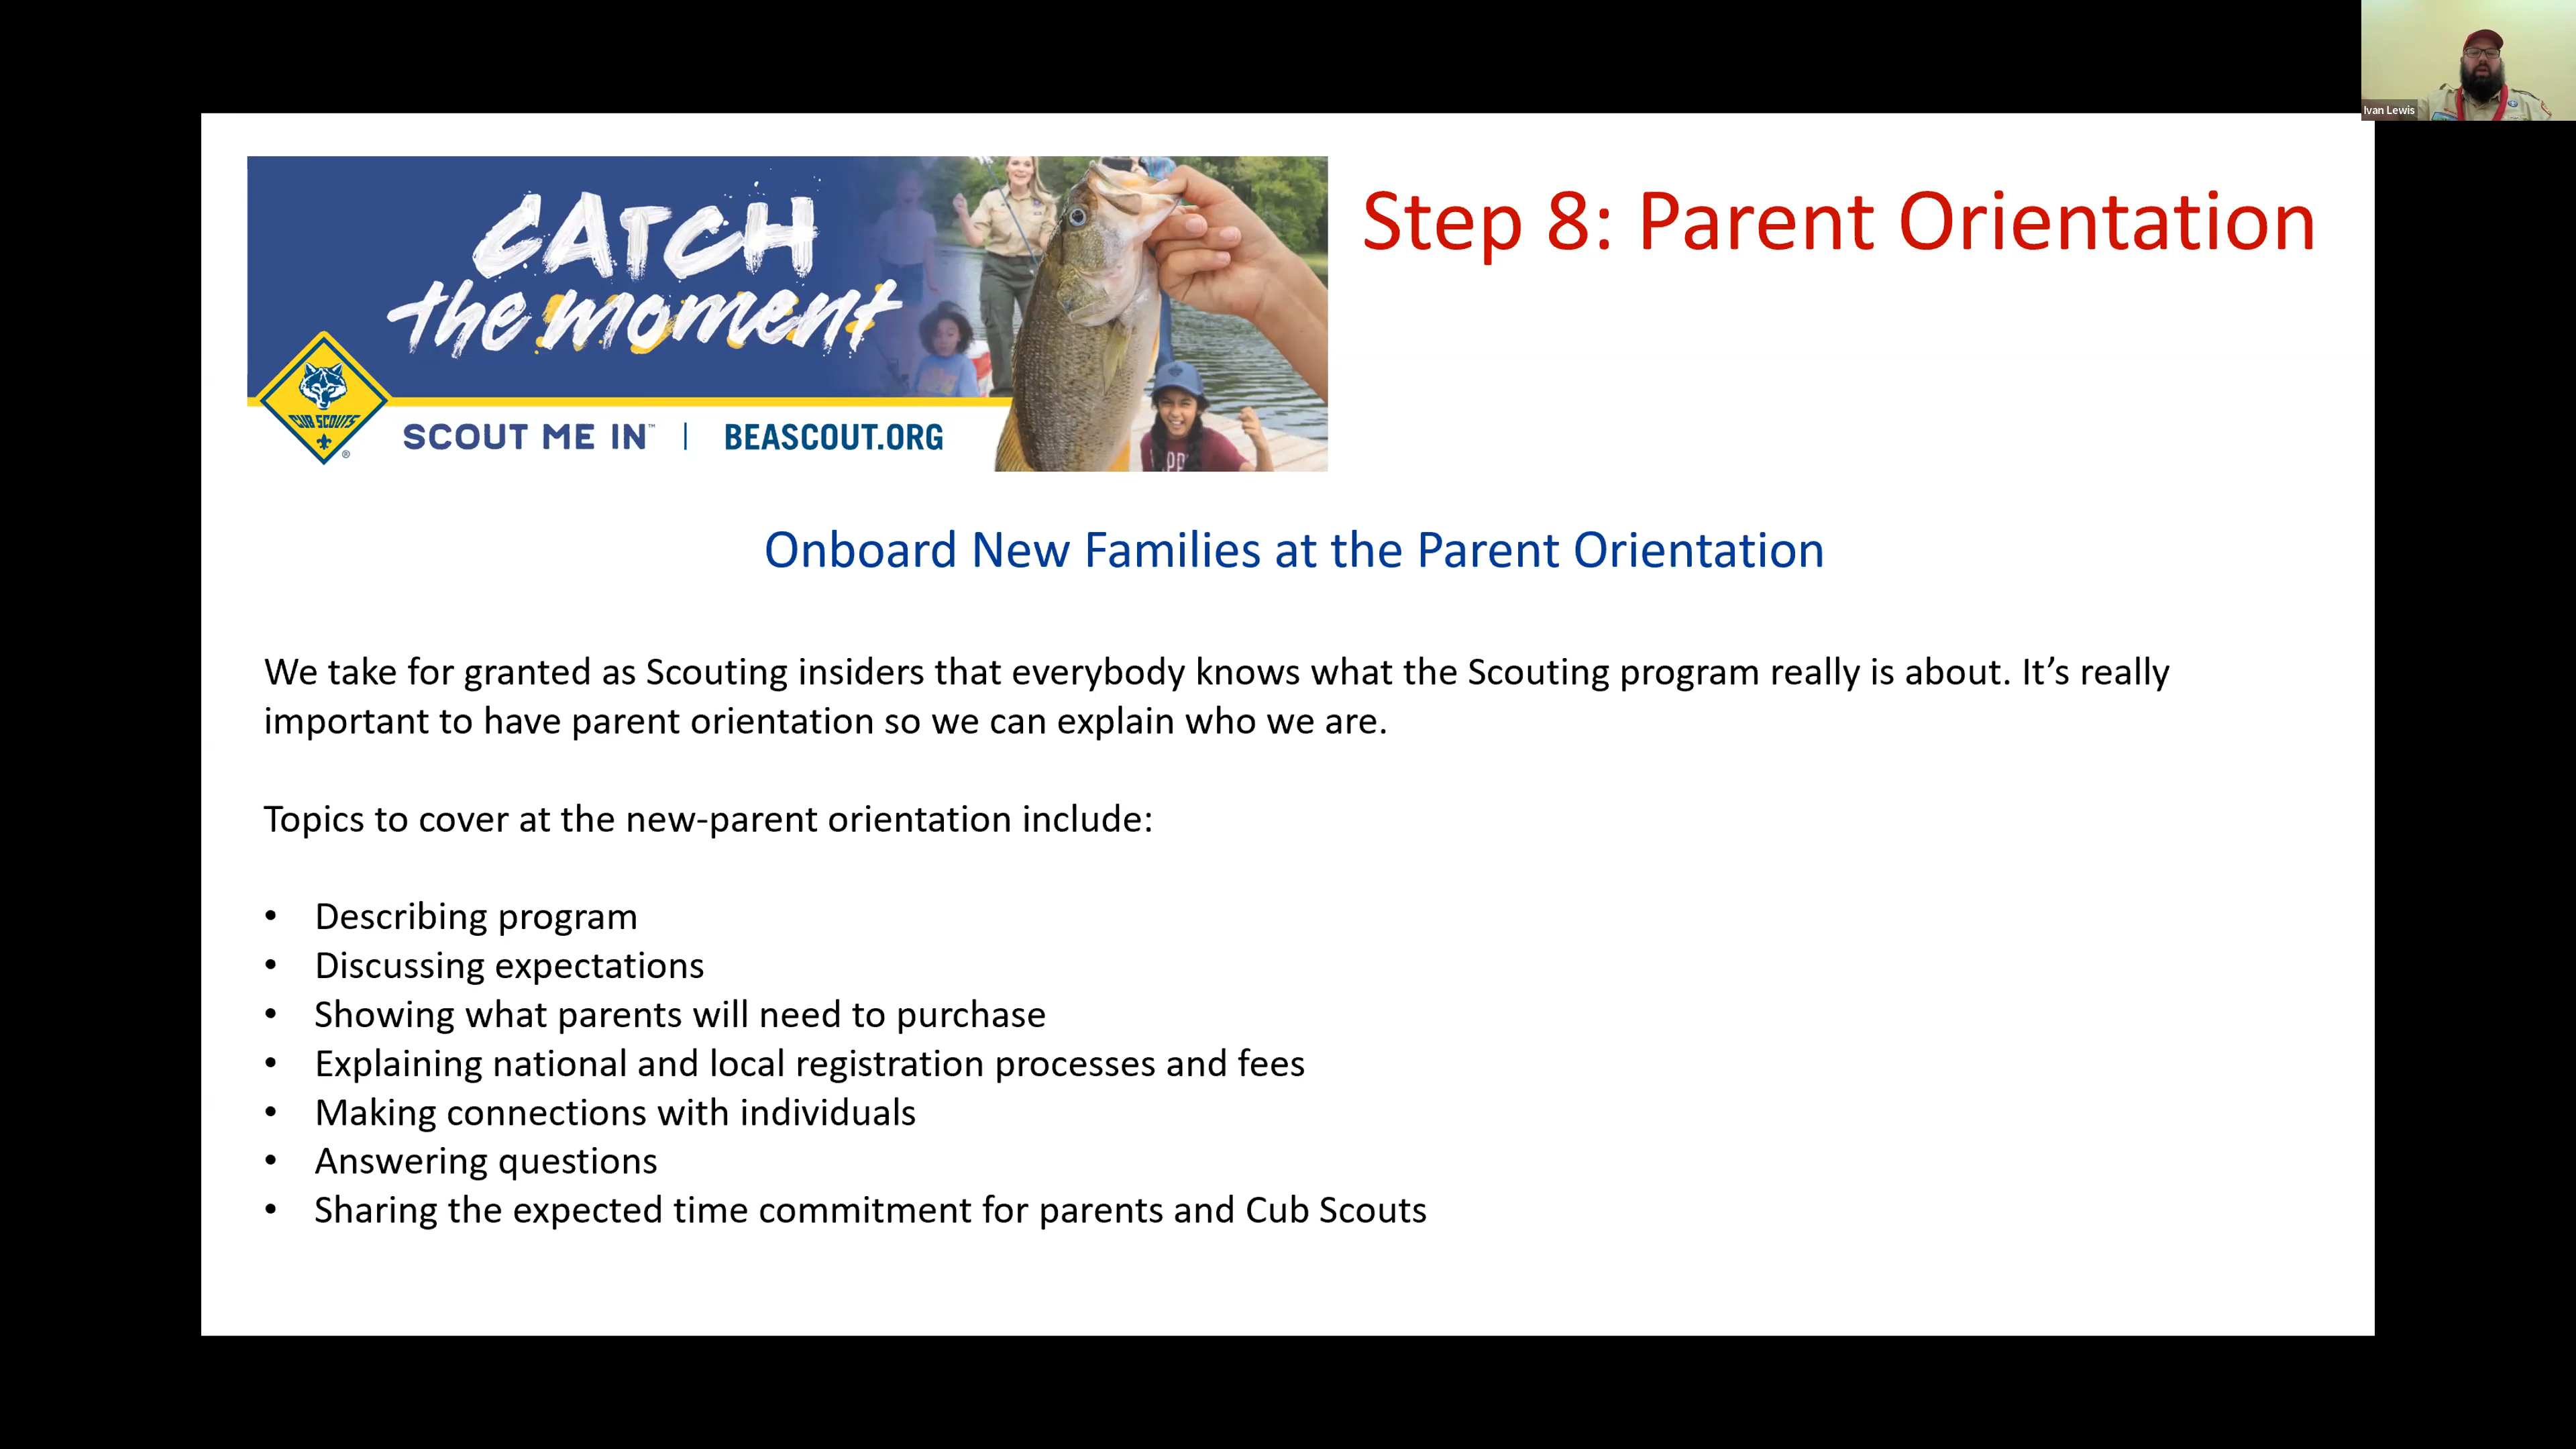 Ivan Lewis
CATCH
the moment
CUB SCOUTS
®
SCOUT ME IN™ | BEASCOUT.ORG
Step 8: Parent Orientation
Onboard New Families at the Parent Orientation
We take for granted as Scouting insiders that everybody knows what the Scouting program really is about. It’s really
important to have parent orientation so we can explain who we are.
Topics to cover at the new-parent orientation include:
• Describing program
• Discussing expectations
• Showing what parents will need to purchase
• Explaining national and local registration processes and fees
• Making connections with individuals
• Answering questions
• Sharing the expected time commitment for parents and Cub Scouts